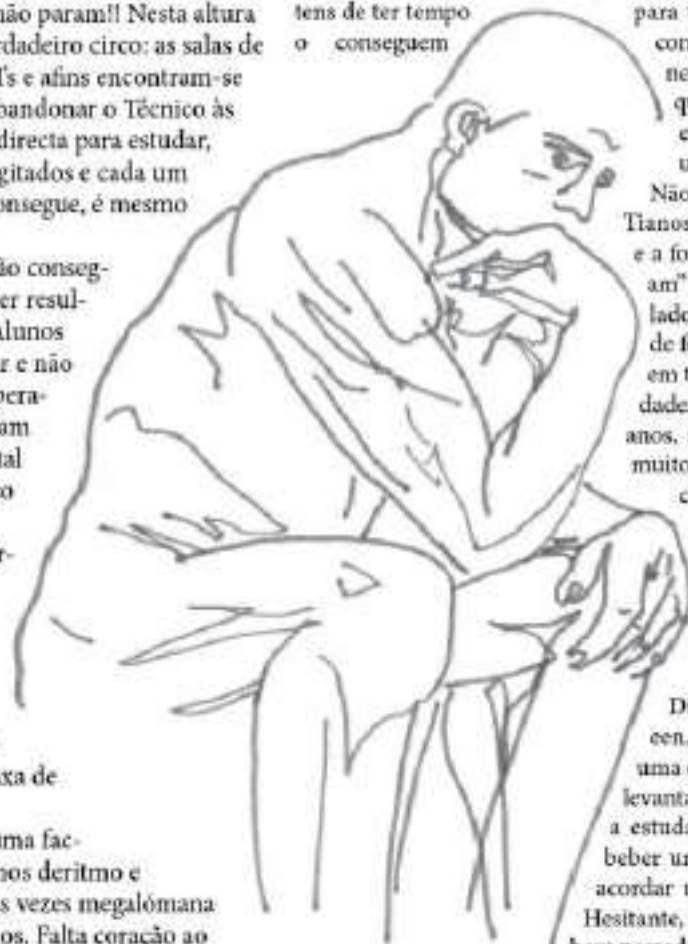 não param!! Nesta altura
rdadeiro circo: as salas de
s e afins encontram-se
bandonar o Técnico às
directa para estudar,
gitados e cada um
onsegue, é mesmo
ão conseg-
er resul-
alunos
r e não
pera-
am
tal
o
r-
xa de
uma fac-
nos deritmo e
s vezes megalómana
os. Falta coração ao
tens de ter tempo
o conseguem
para
con
ne
q
e
u
Não
Tianos
e a fo
am"
lado
de f
em t
dade
anos.
muito
c
D
een.
uma
levanta
a estuda
beber un
acordar
Hesitante,